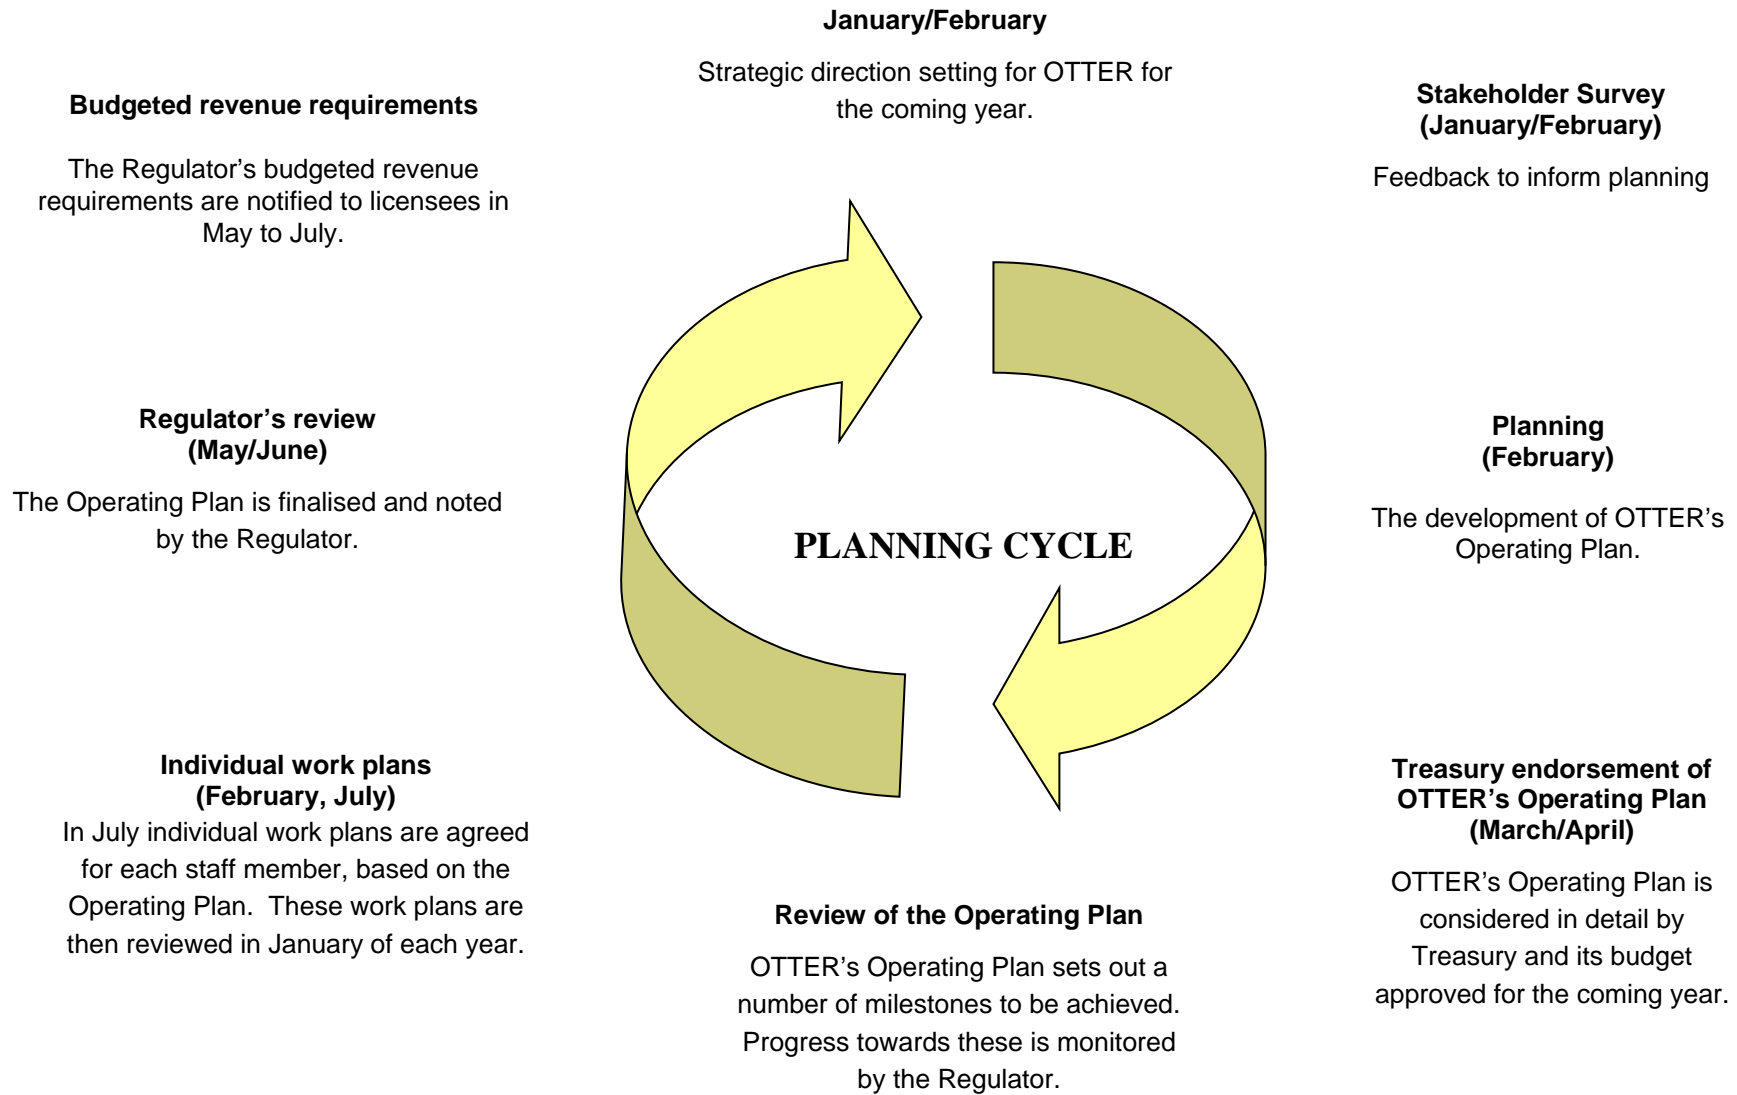 January/February
Strategic direction setting for OTTER for
the coming year.
Stakeholder Survey
(January/February)
Feedback to inform planning
Planning
(February)
The development of OTTER’s
Operating Plan.
Treasury endorsement of
OTTER’s Operating Plan
(March/April)
OTTER’s Operating Plan is
considered in detail by
Treasury and its budget
approved for the coming year.
Review of the Operating Plan
OTTER’s Operating Plan sets out a
number of milestones to be achieved.
Progress towards these is monitored
by the Regulator.
Individual work plans
(February, July)
In July individual work plans are agreed
for each staff member, based on the
Operating Plan.  These work plans are
then reviewed in January of each year.
Regulator’s review
(May/June)
The Operating Plan is finalised and noted
by the Regulator.
Budgeted revenue requirements
The Regulator’s budgeted revenue
requirements are notified to licensees in
May to July.
PLANNING CYCLE